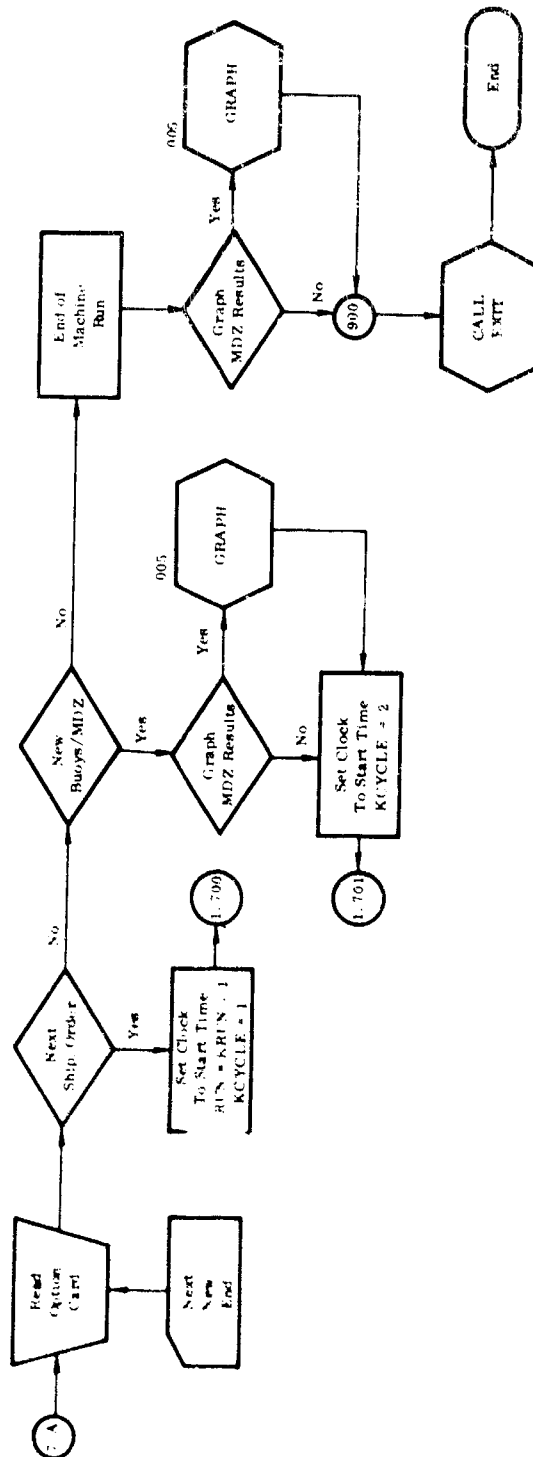 7 A
Read
Option
Card
Next
New
End
Next
Ship. Order
No
Yes
Set Clock
To Start Time
KCYCLE = 1
1. 700
New
Buoys/MDZ
No
Yes
Graph
MDZ Results
Yes
No
005
GRAPH
Set Clock
To Start Time
KCYCLE = 2
1. 701
End of
Machine
Run
Graph
MDZ Results
Yes
No
005
GRAPH
900
CALL
EXIT
End